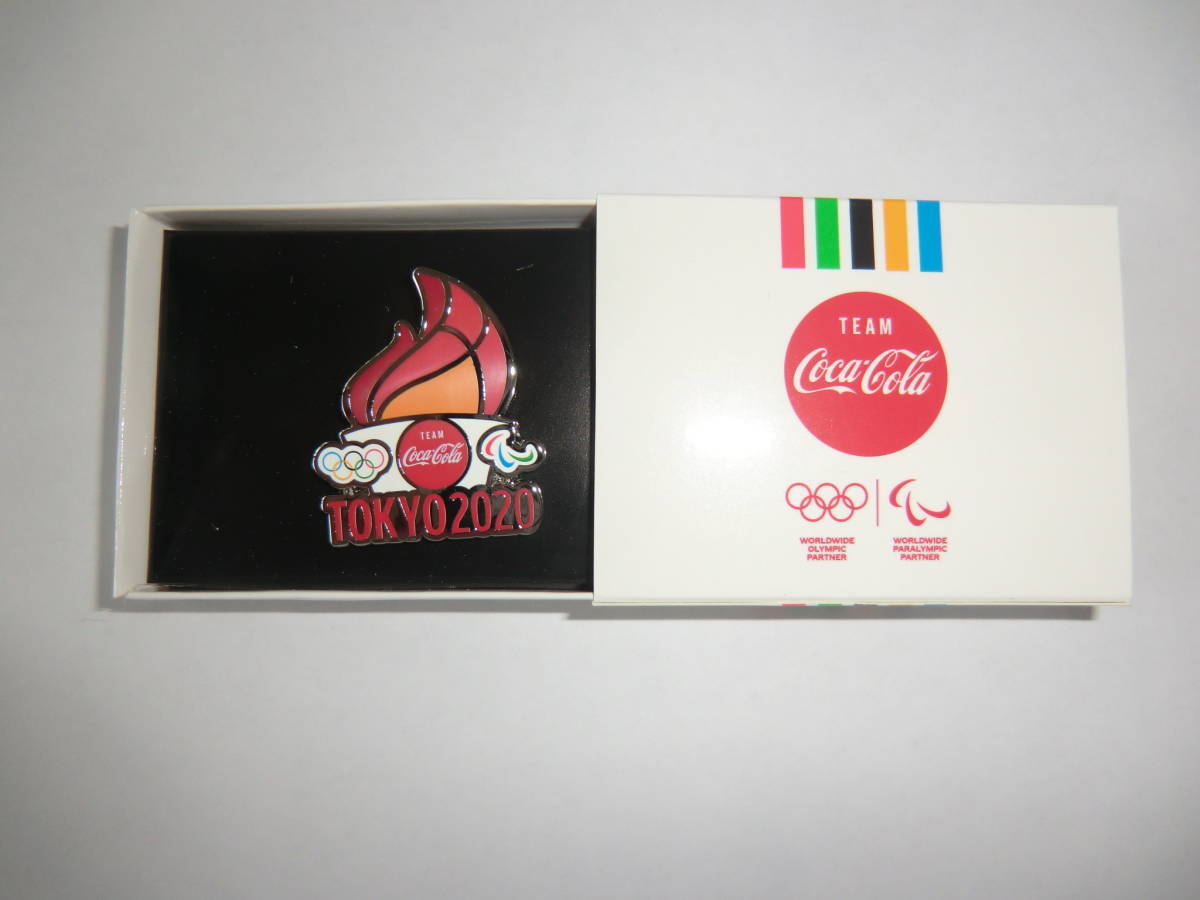 TEAM
Coca-Cola
TOKYO2020
TEAM
Coca-Cola
WORLDWIDE
OLYMPIC
PARTNER
WORLDWIDE
PARALYMPIC
PARTNER